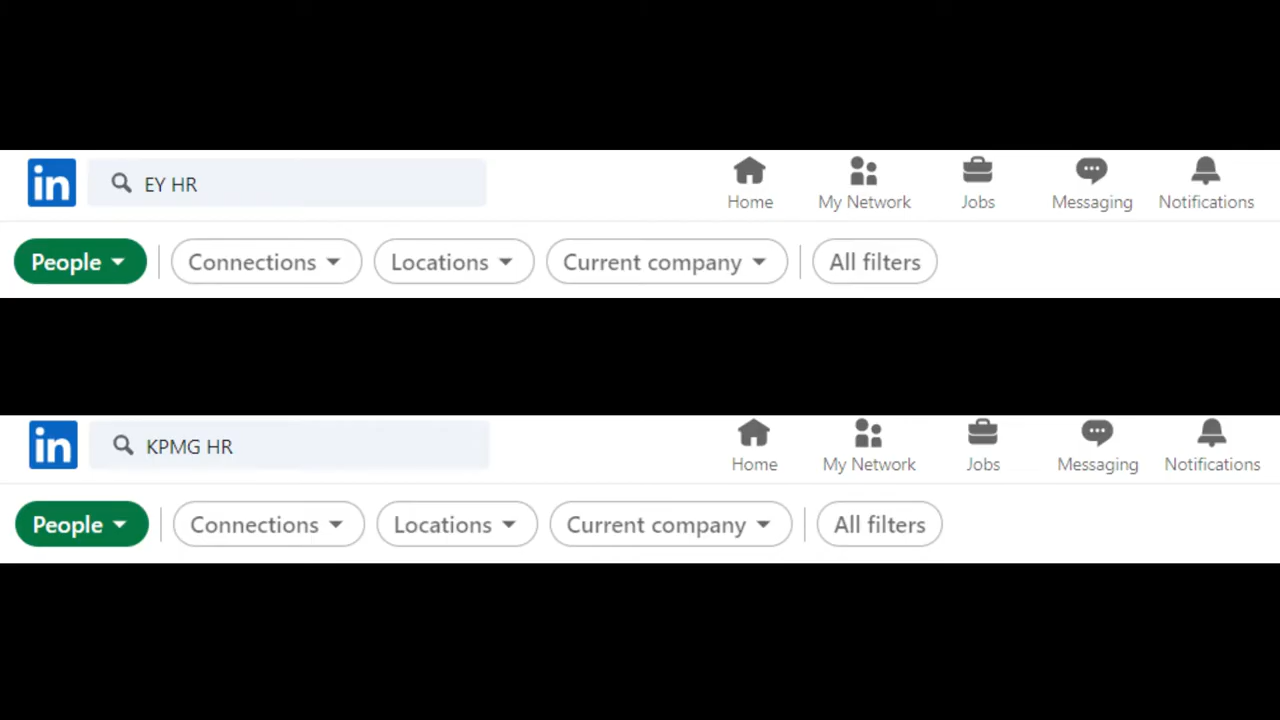 in EY HR Home My Network Jobs Messaging Notifications
People Connections Locations Current company All filters
in KPMG HR Home My Network Jobs Messaging Notifications
People Connections Locations Current company All filters